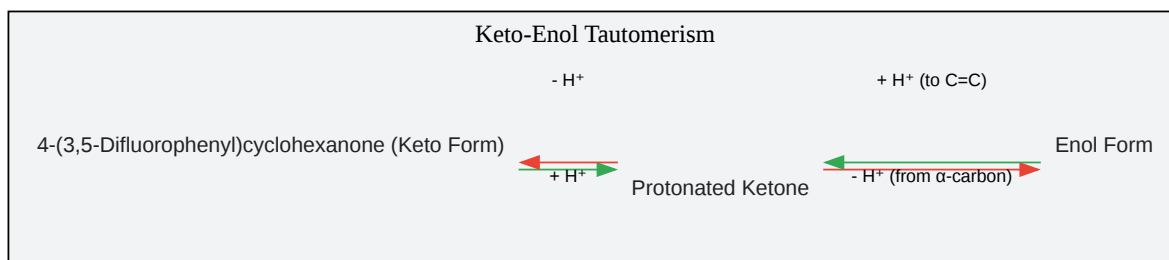 Keto-Enol Tautomerism
- H⁺
+ H⁺ (to C=C)
4-(3,5-Difluorophenyl)cyclohexanone (Keto Form)
Enol Form
+ H⁺
- H⁺ (from α-carbon)
Protonated Ketone